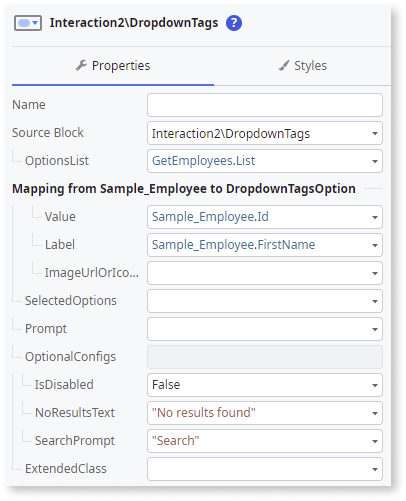 Interaction2\DropdownTags ?
Properties Styles
Name
Source Block Interaction2\DropdownTags
OptionsList GetEmployees.List
Mapping from Sample_Employee to DropdownTagsOption
Value Sample_Employee.Id
Label Sample_Employee.FirstName
ImageUrlOrIco...
SelectedOptions
Prompt
OptionalConfigs
IsDisabled False
NoResultsText "No results found"
SearchPrompt "Search"
ExtendedClass